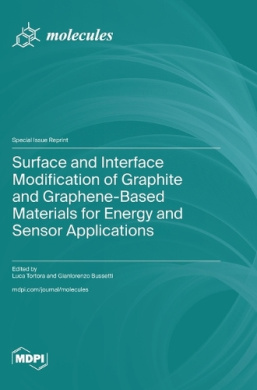 molecules
Special Issue Reprint
Surface and Interface
Modification of Graphite
and Graphene-Based
Materials for Energy and
Sensor Applications
Edited by
Luca Tortora and Gianlorenzo Bussetti
mdpi.com/journal/molecules
MDPI